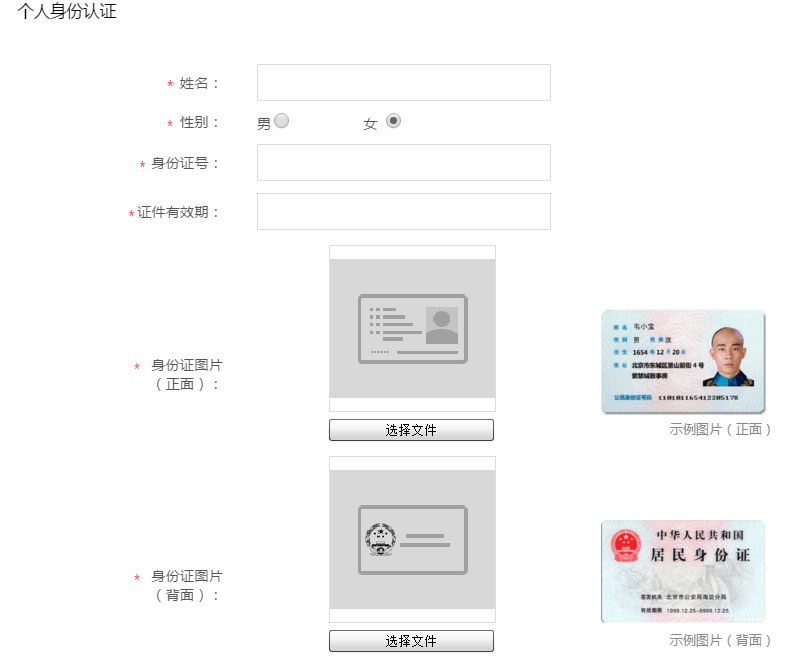 个人身份认证
* 姓名：
* 性别： 男 女
* 身份证号：
* 证件有效期：
* 身份证图片
（正面）：
选择文件
姓名 韦小宝
性别 男 民族 汉
出生 1654 年 12 月 20 日
住址 北京市东城区景山前街 4 号
紫禁城敬事房
公民身份号码 11010116541220517X
示例图片（正面）
* 身份证图片
（背面）：
选择文件
中华人民共和国
居民身份证
签发机关 北京市公安局海淀分局
有效期限 1999.12.25-9999.12.25
示例图片（背面）